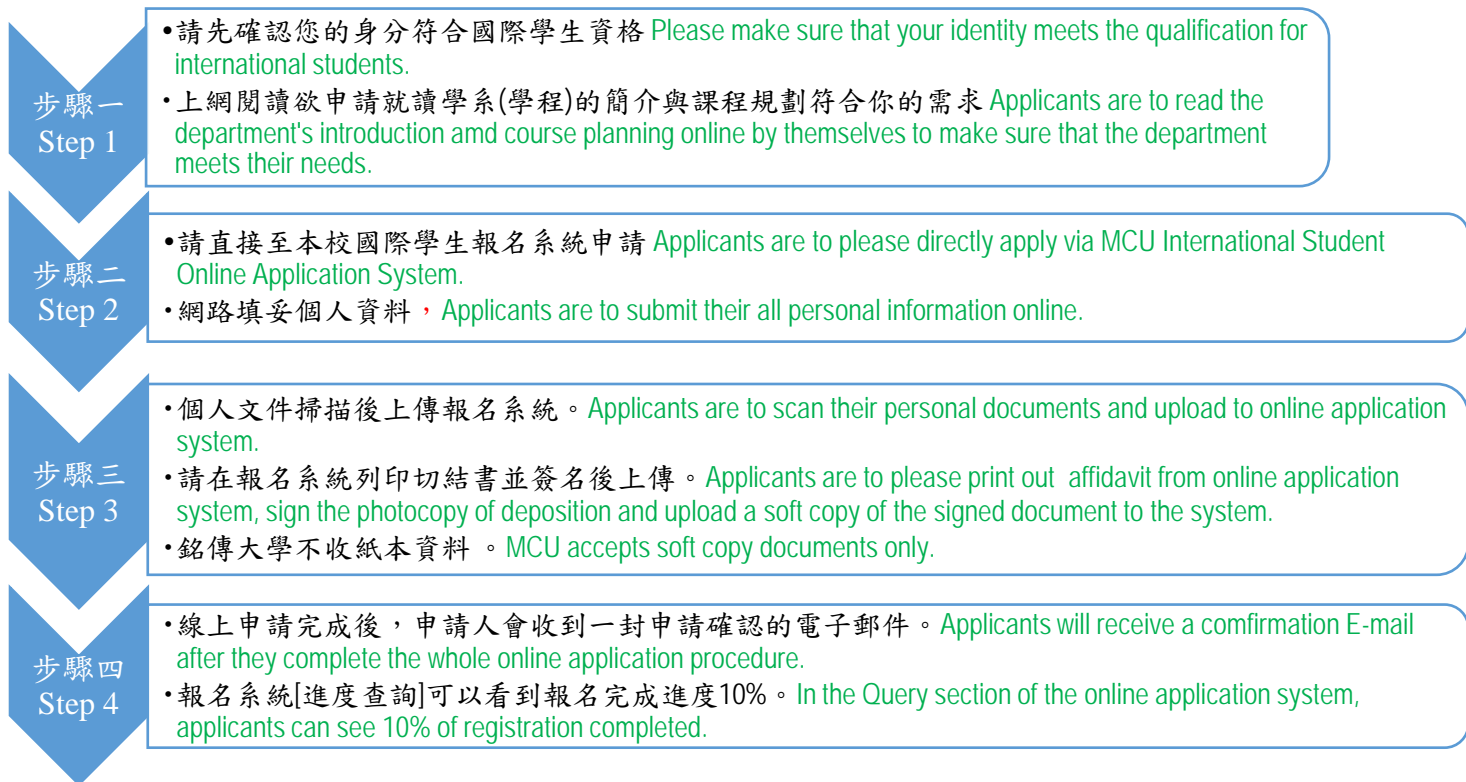 步驟一
Step 1
•請先確認您的身分符合國際學生資格 Please make sure that your identity meets the qualification for
international students.
•上網閱讀欲申請就讀學系(學程)的簡介與課程規劃符合你的需求 Applicants are to read the
department's introduction amd course planning online by themselves to make sure that the department
meets their needs.
步驟二
Step 2
•請直接至本校國際學生報名系統申請 Applicants are to please directly apply via MCU International Student
Online Application System.
•網路填妥個人資料，Applicants are to submit their all personal information online.
步驟三
Step 3
•個人文件掃描後上傳報名系統。Applicants are to scan their personal documents and upload to online application
system.
•請在報名系統列印切結書並簽名後上傳。Applicants are to please print out affidavit from online application
system, sign the photocopy of deposition and upload a soft copy of the signed document to the system.
•銘傳大學不收紙本資料 。MCU accepts soft copy documents only.
步驟四
Step 4
•線上申請完成後，申請人會收到一封申請確認的電子郵件。Applicants will receive a comfirmation E-mail
after they complete the whole online application procedure.
•報名系統[進度查詢]可以看到報名完成進度10%。In the Query section of the online application system,
applicants can see 10% of registration completed.